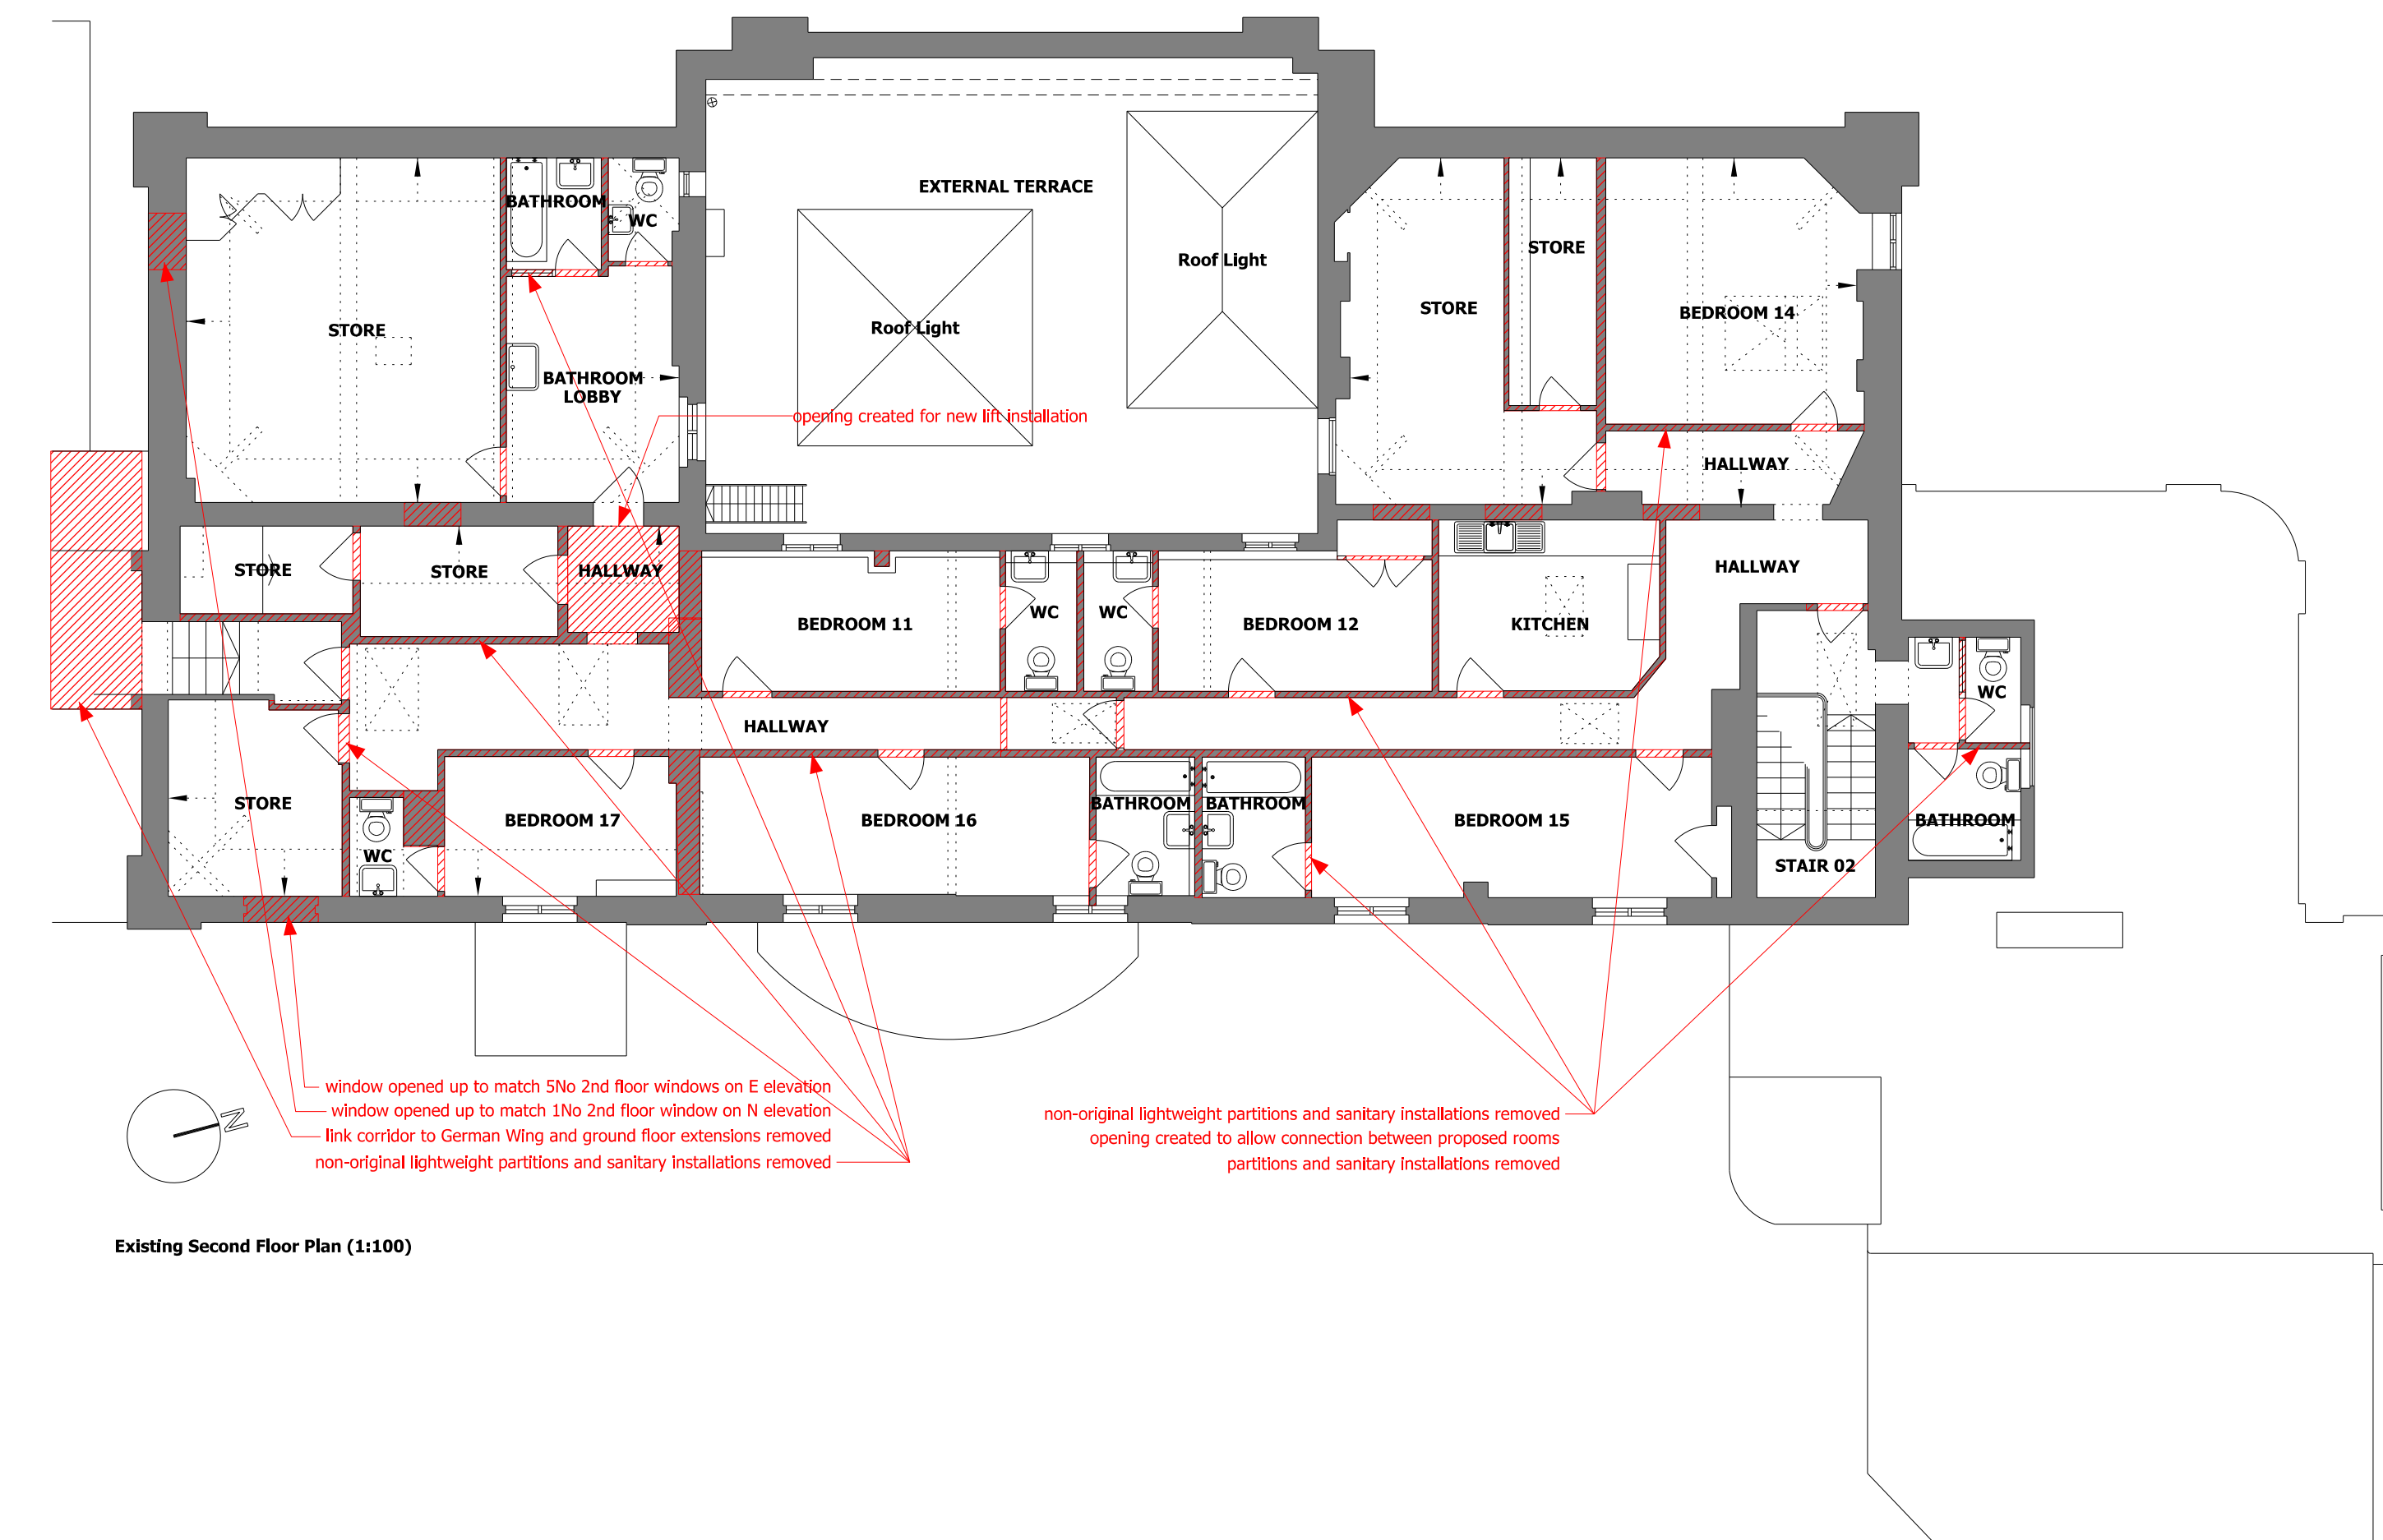 EXTERNAL TERRACE
BATHROOM
WC
STORE
Roof Light
STORE
BEDROOM 14
STORE
Roof Light
STORE
BATHROOM
LOBBY
opening created for new lift installation
HALLWAY
STORE
STORE
HALLWAY
HALLWAY
BEDROOM 11
WC
WC
BEDROOM 12
KITCHEN
WC
HALLWAY
STORE
BATHROOM
BATHROOM
BEDROOM 17
BEDROOM 16
BEDROOM 15
BATHROOM
WC
STAIR 02
window opened up to match 5No 2nd floor windows on E elevation
window opened up to match 1No 2nd floor window on N elevation
link corridor to German Wing and ground floor extensions removed
non-original lightweight partitions and sanitary installations removed
non-original lightweight partitions and sanitary installations removed
opening created to allow connection between proposed rooms
partitions and sanitary installations removed
N
Existing Second Floor Plan (1:100)